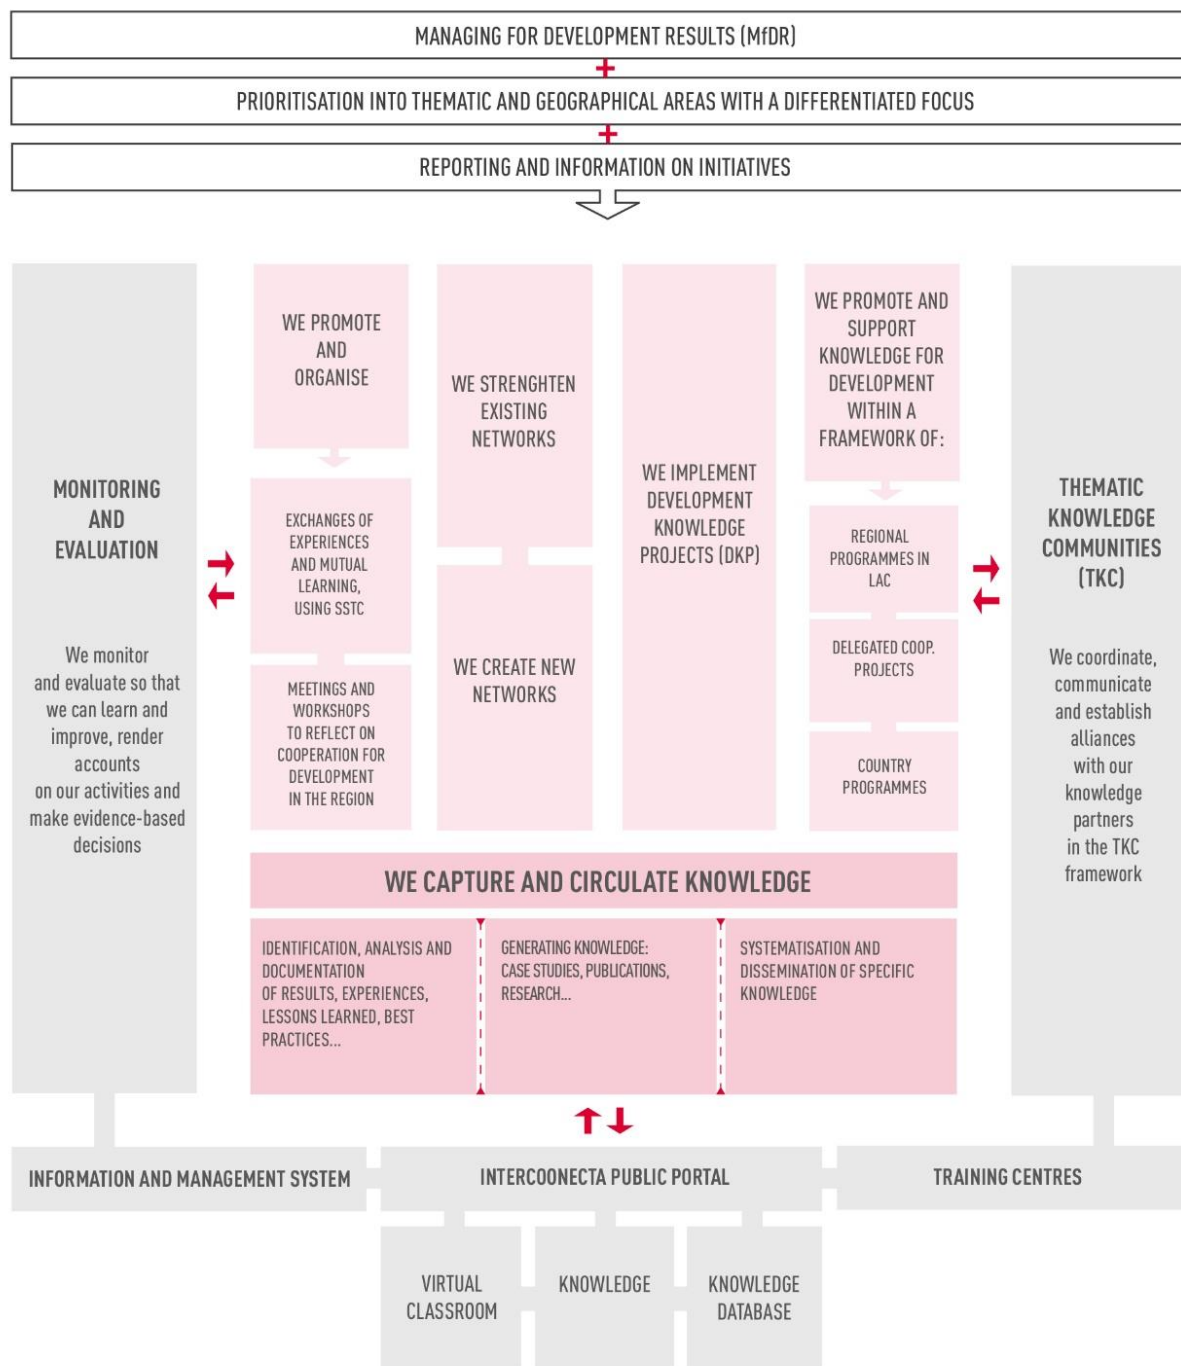 MANAGING FOR DEVELOPMENT RESULTS (MfDR)
+
PRIORITISATION INTO THEMATIC AND GEOGRAPHICAL AREAS WITH A DIFFERENTIATED FOCUS
+
REPORTING AND INFORMATION ON INITIATIVES
MONITORING
AND
EVALUATION
We monitor
and evaluate so that
we can learn and
improve, render
accounts
on our activities and
make evidence-based
decisions
WE PROMOTE
AND
ORGANISE
EXCHANGES OF
EXPERIENCES
AND MUTUAL
LEARNING,
USING SSTC
MEETINGS AND
WORKSHOPS
TO REFLECT ON
COOPERATION FOR
DEVELOPMENT
IN THE REGION
WE STRENGHTEN
EXISTING
NETWORKS
WE CREATE NEW
NETWORKS
WE IMPLEMENT
DEVELOPMENT
KNOWLEDGE
PROJECTS (DKP)
WE PROMOTE AND
SUPPORT
KNOWLEDGE FOR
DEVELOPMENT
WITHIN A
FRAMEWORK OF:
REGIONAL
PROGRAMMES IN
LAC
DELEGATED COOP.
PROJECTS
COUNTRY
PROGRAMMES
THEMATIC
KNOWLEDGE
COMMUNITIES
(TKC)
We coordinate,
communicate
and establish
alliances
with our
knowledge
partners
in the TKC
framework
WE CAPTURE AND CIRCULATE KNOWLEDGE
IDENTIFICATION, ANALYSIS AND
DOCUMENTATION
OF RESULTS, EXPERIENCES,
LESSONS LEARNED, BEST
PRACTICES...
GENERATING KNOWLEDGE:
CASE STUDIES, PUBLICATIONS,
RESEARCH...
SYSTEMATISATION AND
DISSEMINATION OF SPECIFIC
KNOWLEDGE
INFORMATION AND MANAGEMENT SYSTEM
INTERCOONECTA PUBLIC PORTAL
TRAINING CENTRES
VIRTUAL
CLASSROOM
KNOWLEDGE
KNOWLEDGE
DATABASE